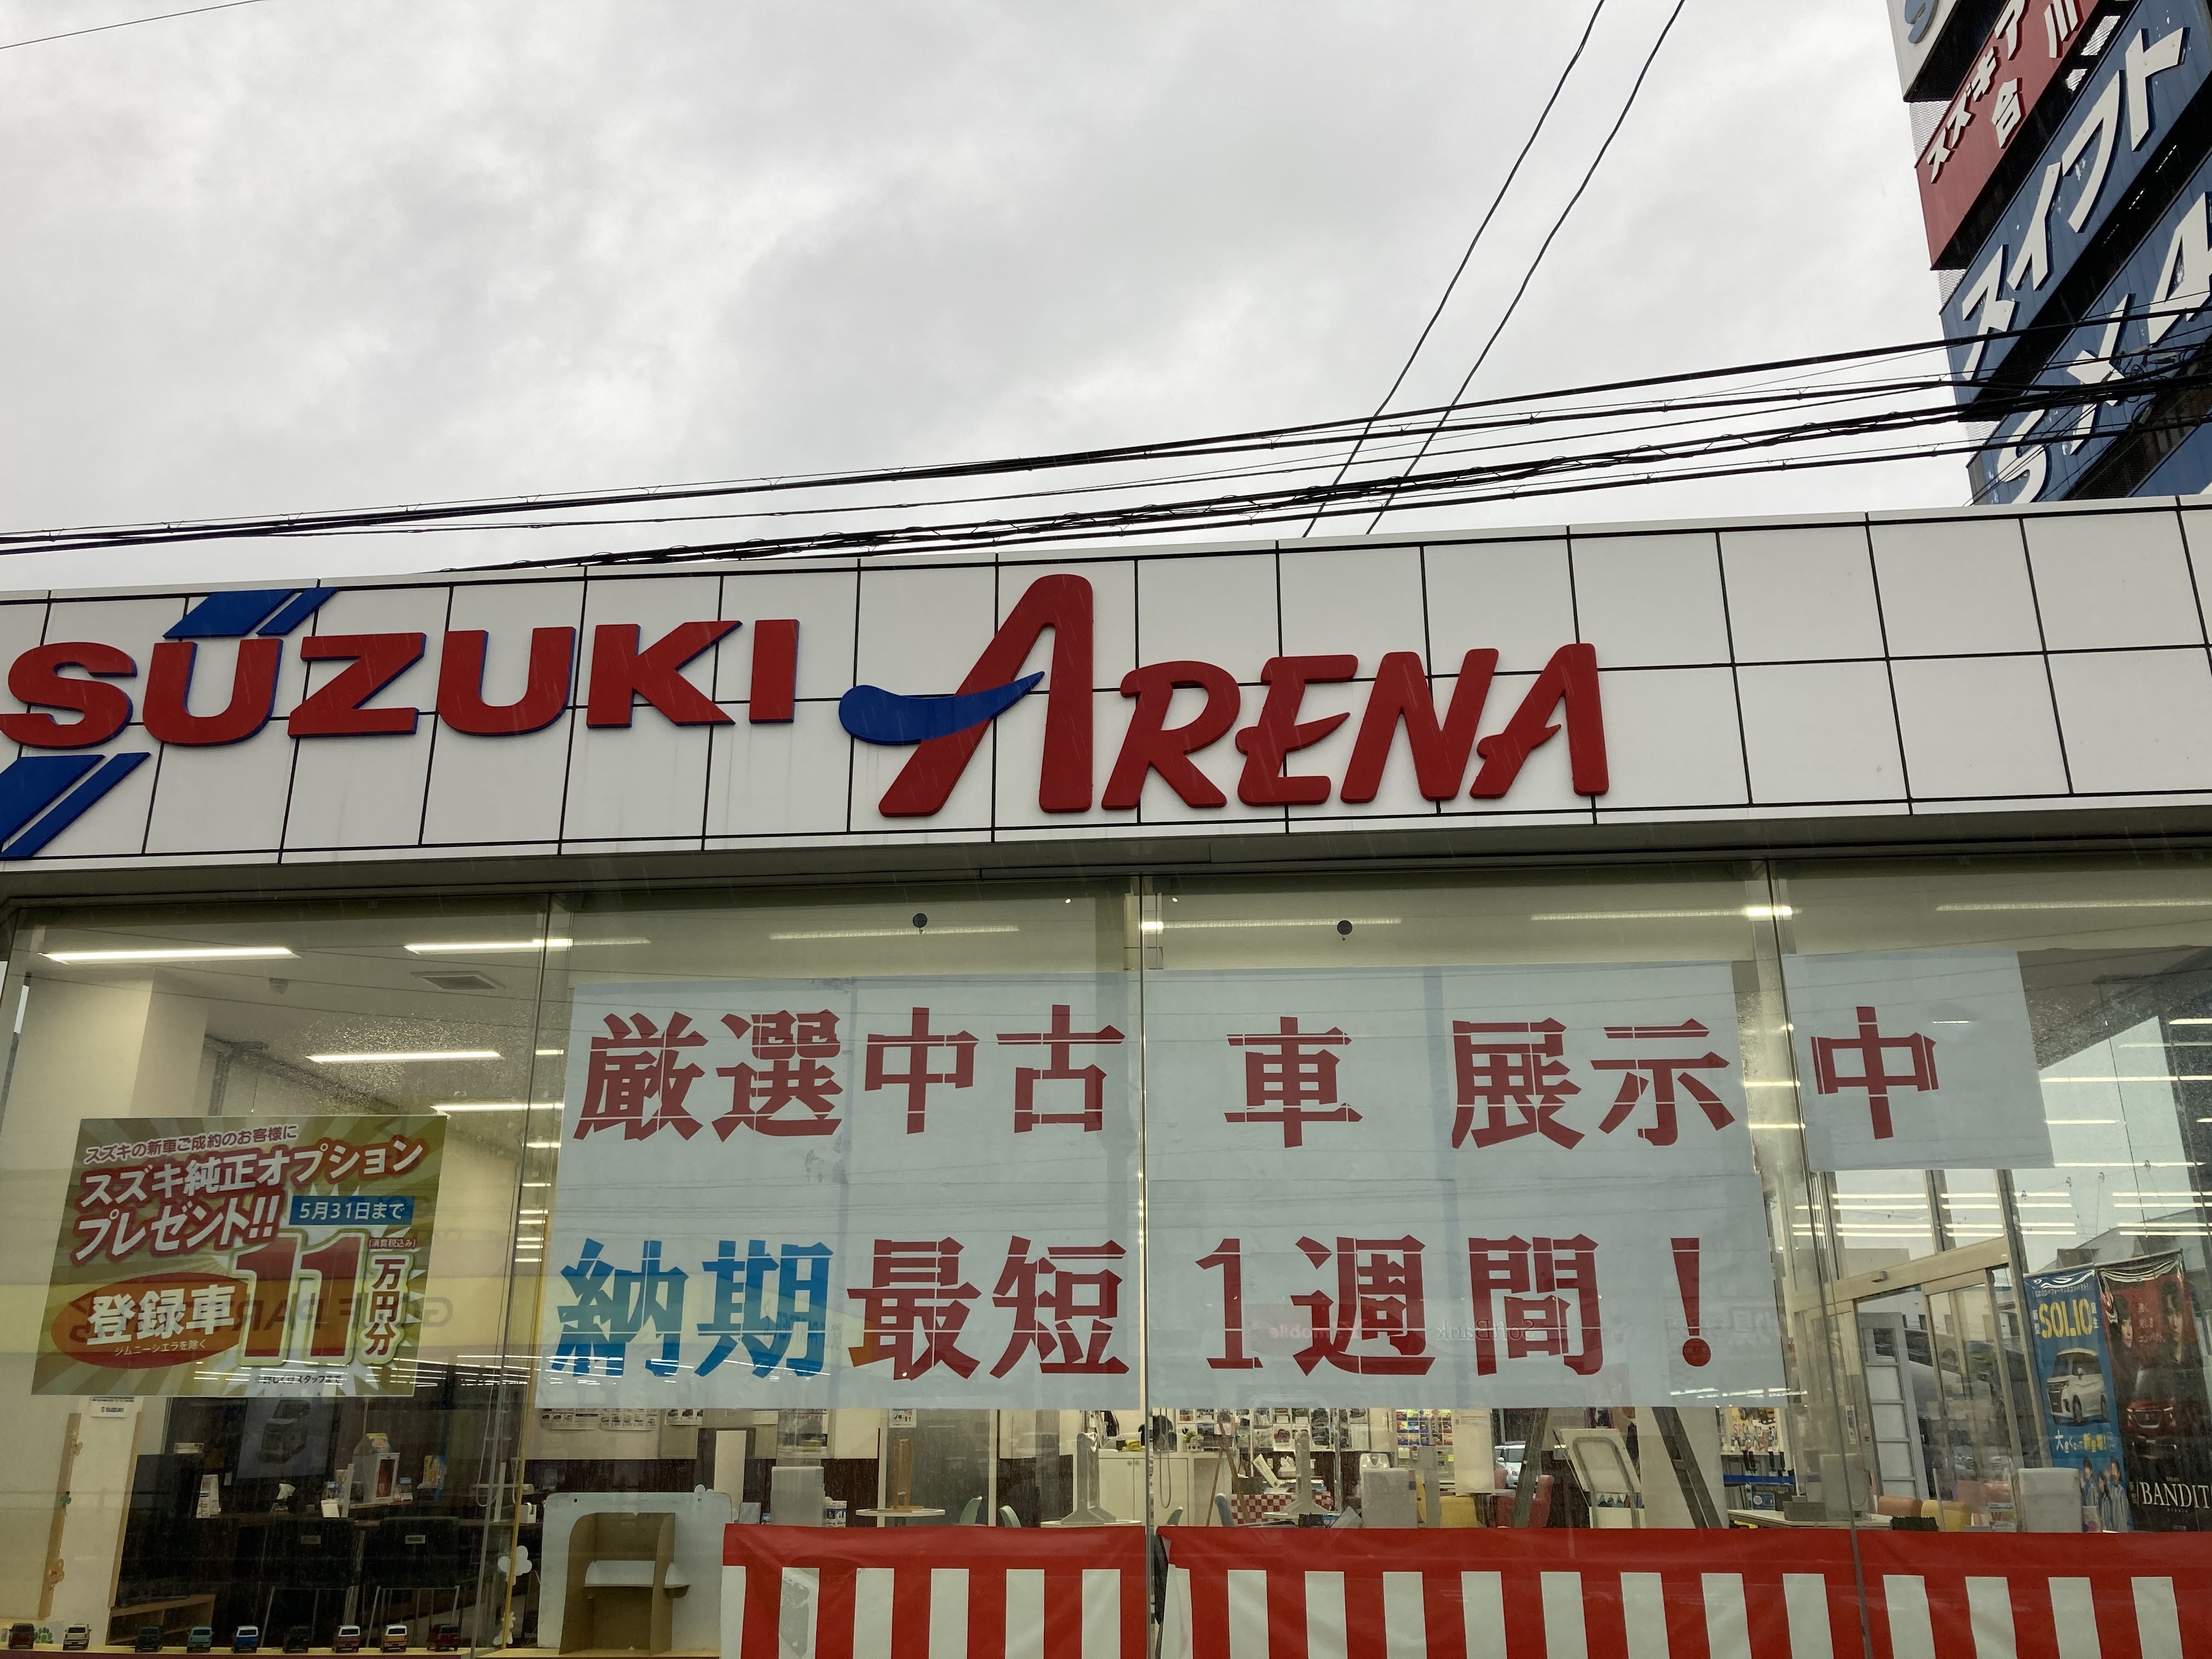 スズキア
合川
スイフト
SX4
SUZUKI ARENA
厳選中古車展示中
納期最短1週間!
スズキの新車ご成約のお客様に
スズキ純正オプション
プレゼント!!
5月31日まで
(消費税込み)
登録車
11万円分
ジムニーシエラを除く
SOLIO
BANDIT
SoftBank